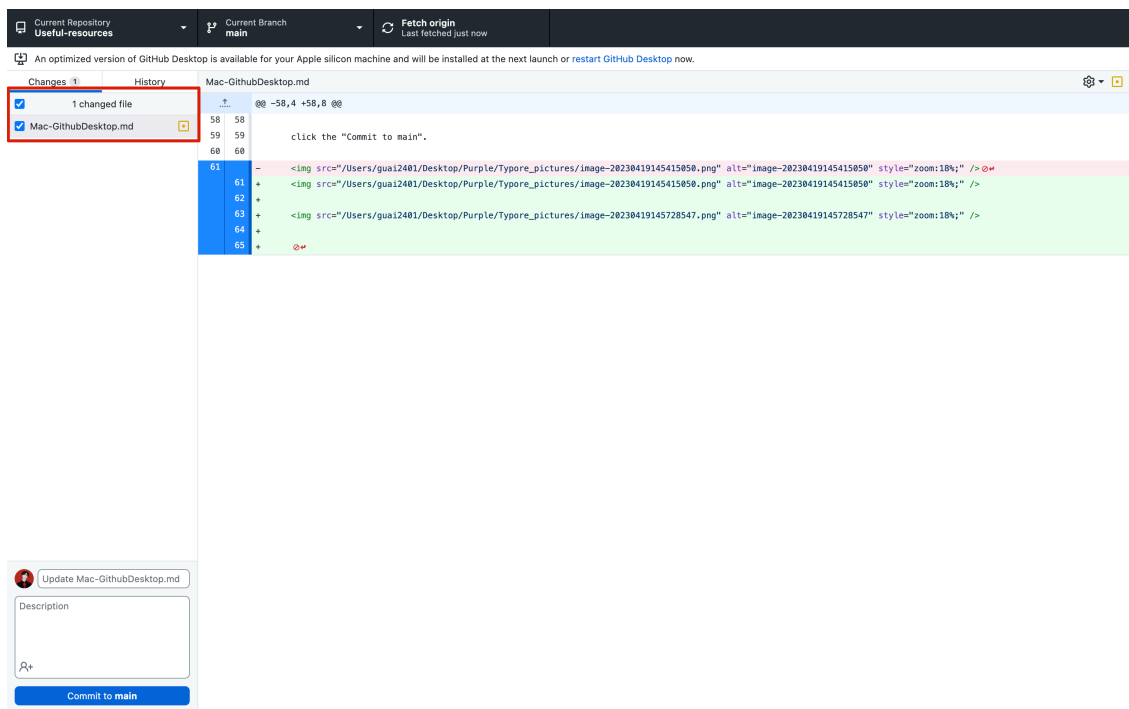 Current Repository
Useful-resources
Current Branch
main
Fetch origin
Last fetched just now
An optimized version of GitHub Desktop is available for your Apple silicon machine and will be installed at the next launch or restart GitHub Desktop now.
Changes 1
History
Mac-GithubDesktop.md
1 changed file
Mac-GithubDesktop.md
@@ -58,4 +58,8 @@
58 58
59 59 click the "Commit to main".
60 60
61 - <img src="/Users/guai2401/Desktop/Purple/Typore_pictures/image-20230419145415050.png" alt="image-20230419145415050" style="zoom:18%;" />
61 + <img src="/Users/guai2401/Desktop/Purple/Typore_pictures/image-20230419145415050.png" alt="image-20230419145415050" style="zoom:18%;" />
62 +
63 + <img src="/Users/guai2401/Desktop/Purple/Typore_pictures/image-20230419145728547.png" alt="image-20230419145728547" style="zoom:18%;" />
64 +
65 +
Update Mac-GithubDesktop.md
Description
Commit to main